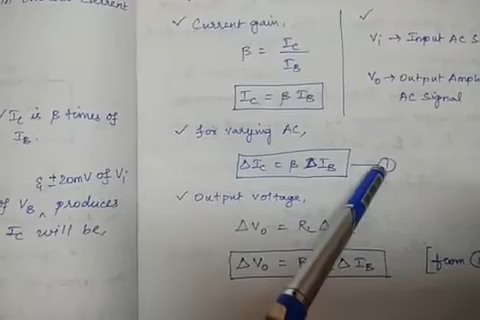 ✓ Current gain,
β = I_C / I_B
I_C = β I_B
✓ for varying AC,
ΔI_C = β ΔI_B ①
✓ Output voltage,
ΔV_o = R_L Δ
ΔV_o = ΔI_B [from
✓
V_i → Input AC S
V_o → Output Ampl
AC Signal
Current
✓ I_C is β times of
I_B.
& ±20mV of V_i
of V_B ^ produces
I_C will be,